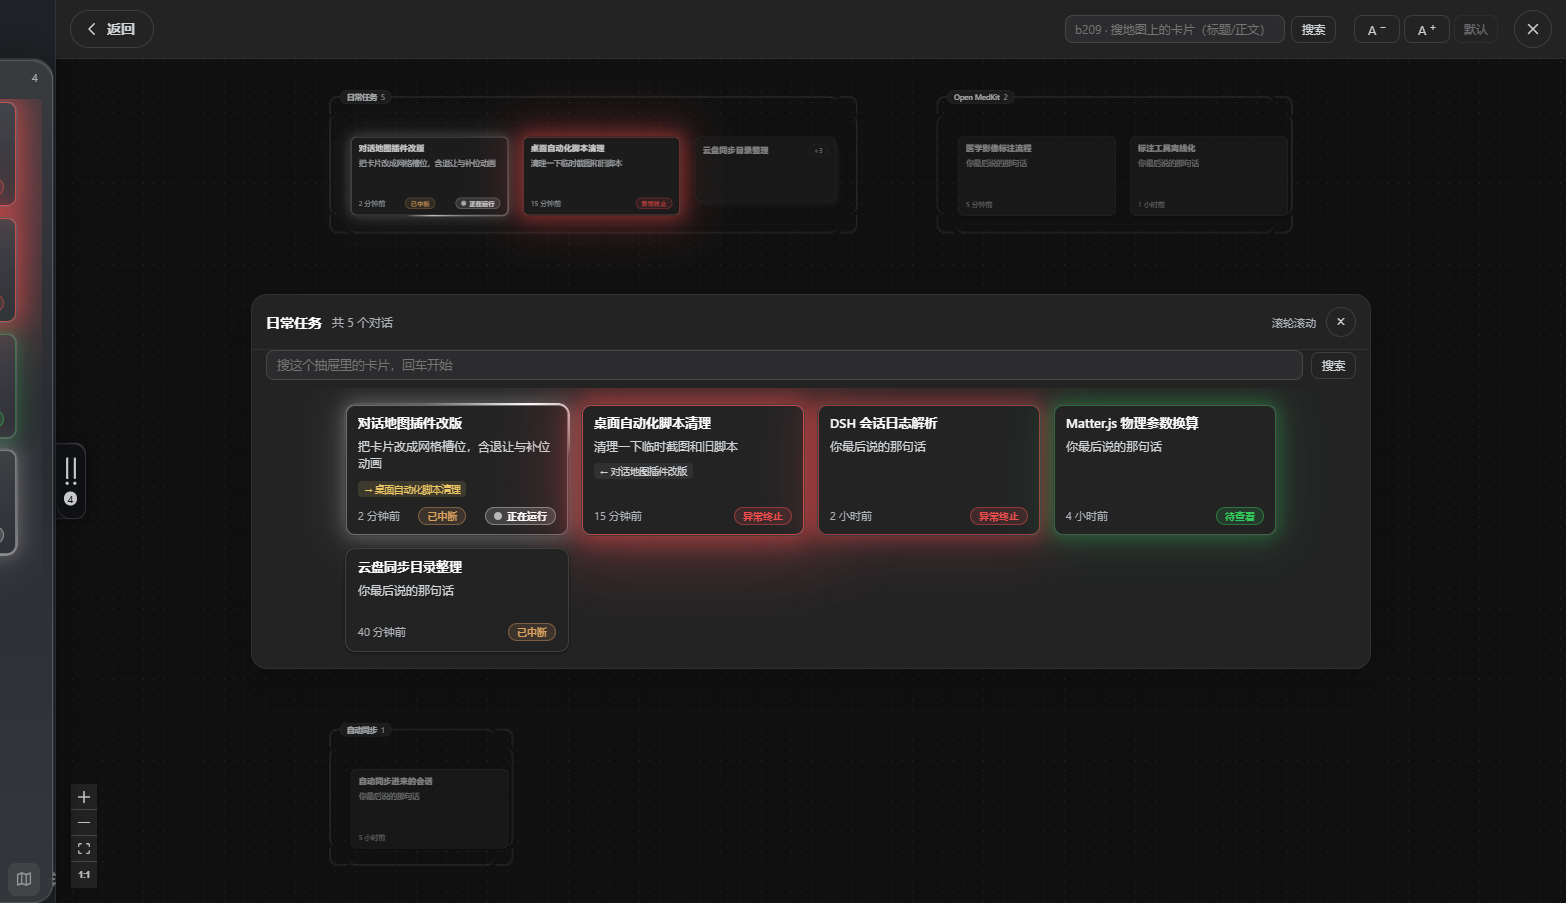 返回
b209 · 搜地图上的卡片（标题/正文）
搜索
A⁻
A⁺
默认
4
日常任务 5
对话地图插件改版
把卡片改成网格槽位，含退让与补位动画
2 分钟前
已中断
正在运行
桌面自动化脚本清理
清理一下临时截图和旧脚本
15 分钟前
异常终止
云盘同步目录整理
+3
Open MedKit 2
医学影像标注流程
你最后说的那句话
5 分钟前
标注工具离线化
你最后说的那句话
1 小时前
日常任务 共 5 个对话
滚轮滚动
搜这个抽屉里的卡片，回车开始
搜索
对话地图插件改版
把卡片改成网格槽位，含退让与补位
动画
→ 桌面自动化脚本清理
2 分钟前
已中断
正在运行
桌面自动化脚本清理
清理一下临时截图和旧脚本
← 对话地图插件改版
15 分钟前
异常终止
DSH 会话日志解析
你最后说的那句话
2 小时前
异常终止
Matter.js 物理参数换算
你最后说的那句话
4 小时前
待查看
云盘同步目录整理
你最后说的那句话
40 分钟前
已中断
4
自动同步 1
自动同步进来的会话
你最后说的那句话
5 小时前
1:1